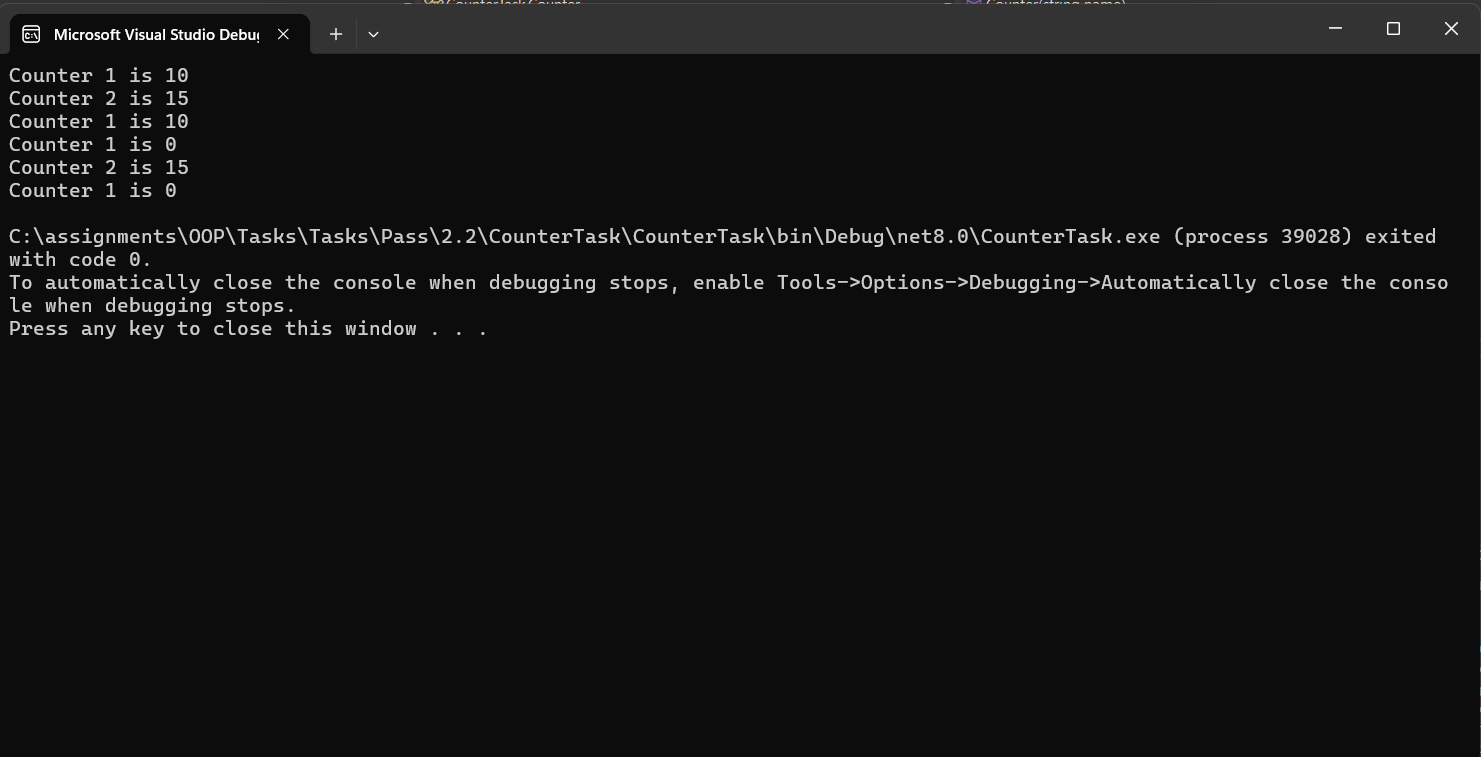 Microsoft Visual Studio Debug
Counter 1 is 10
Counter 2 is 15
Counter 1 is 10
Counter 1 is 0
Counter 2 is 15
Counter 1 is 0
C:\assignments\OOP\Tasks\Tasks\Pass\2.2\CounterTask\CounterTask\bin\Debug\net8.0\CounterTask.exe (process 39028) exited
with code 0.
To automatically close the console when debugging stops, enable Tools->Options->Debugging->Automatically close the conso
le when debugging stops.
Press any key to close this window . . .